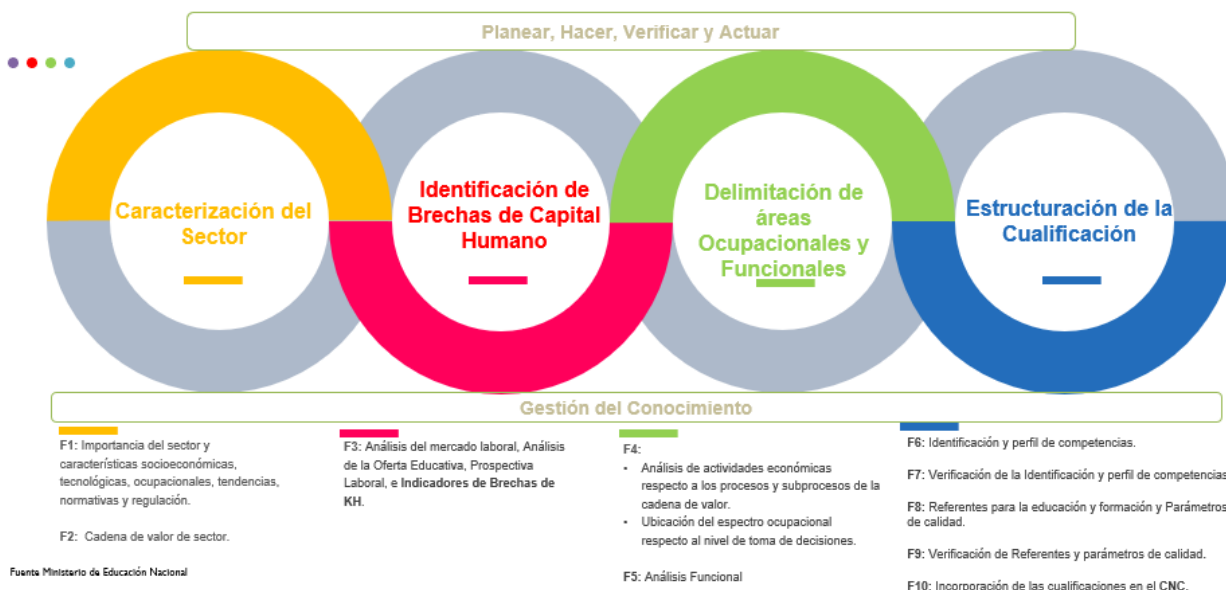 Planear, Hacer, Verificar y Actuar
Caracterización del
Sector
Identificación de
Brechas de Capital
Humano
Delimitación de
áreas
Ocupacionales y
Funcionales
Estructuración de la
Cualificación
Gestión del Conocimiento
F1: Importancia del sector y
características socioeconómicas,
tecnológicas, ocupacionales, tendencias,
normativas y regulación.
F2: Cadena de valor de sector.
F3: Análisis del mercado laboral, Análisis
de la Oferta Educativa, Prospectiva
Laboral, e Indicadores de Brechas de
KH.
F4:
• Análisis de actividades económicas
respecto a los procesos y subprocesos de la
cadena de valor.
• Ubicación del espectro ocupacional
respecto al nivel de toma de decisiones.
F5: Análisis Funcional
F6: Identificación y perfil de competencias.
F7: Verificación de la Identificación y perfil de competencias
F8: Referentes para la educación y formación y Parámetros
de calidad.
F9: Verificación de Referentes y parámetros de calidad.
F10: Incorporación de las cualificaciones en el CNC.
Fuente Ministerio de Educación Nacional